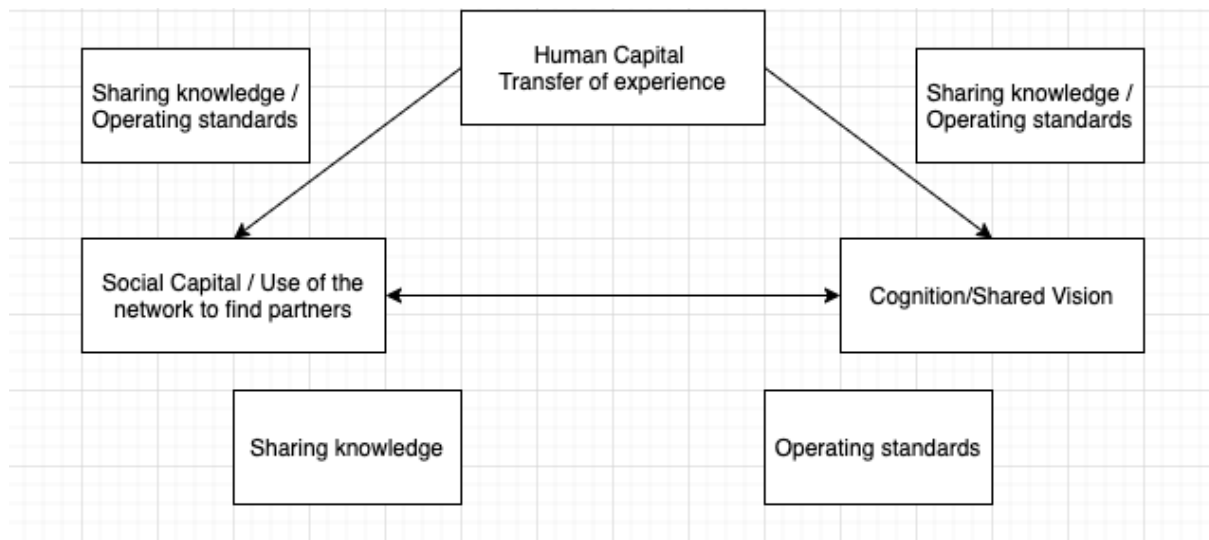 Human Capital
Transfer of experience
Sharing knowledge /
Operating standards
Sharing knowledge /
Operating standards
Social Capital / Use of the
network to find partners
Cognition/Shared Vision
Sharing knowledge
Operating standards